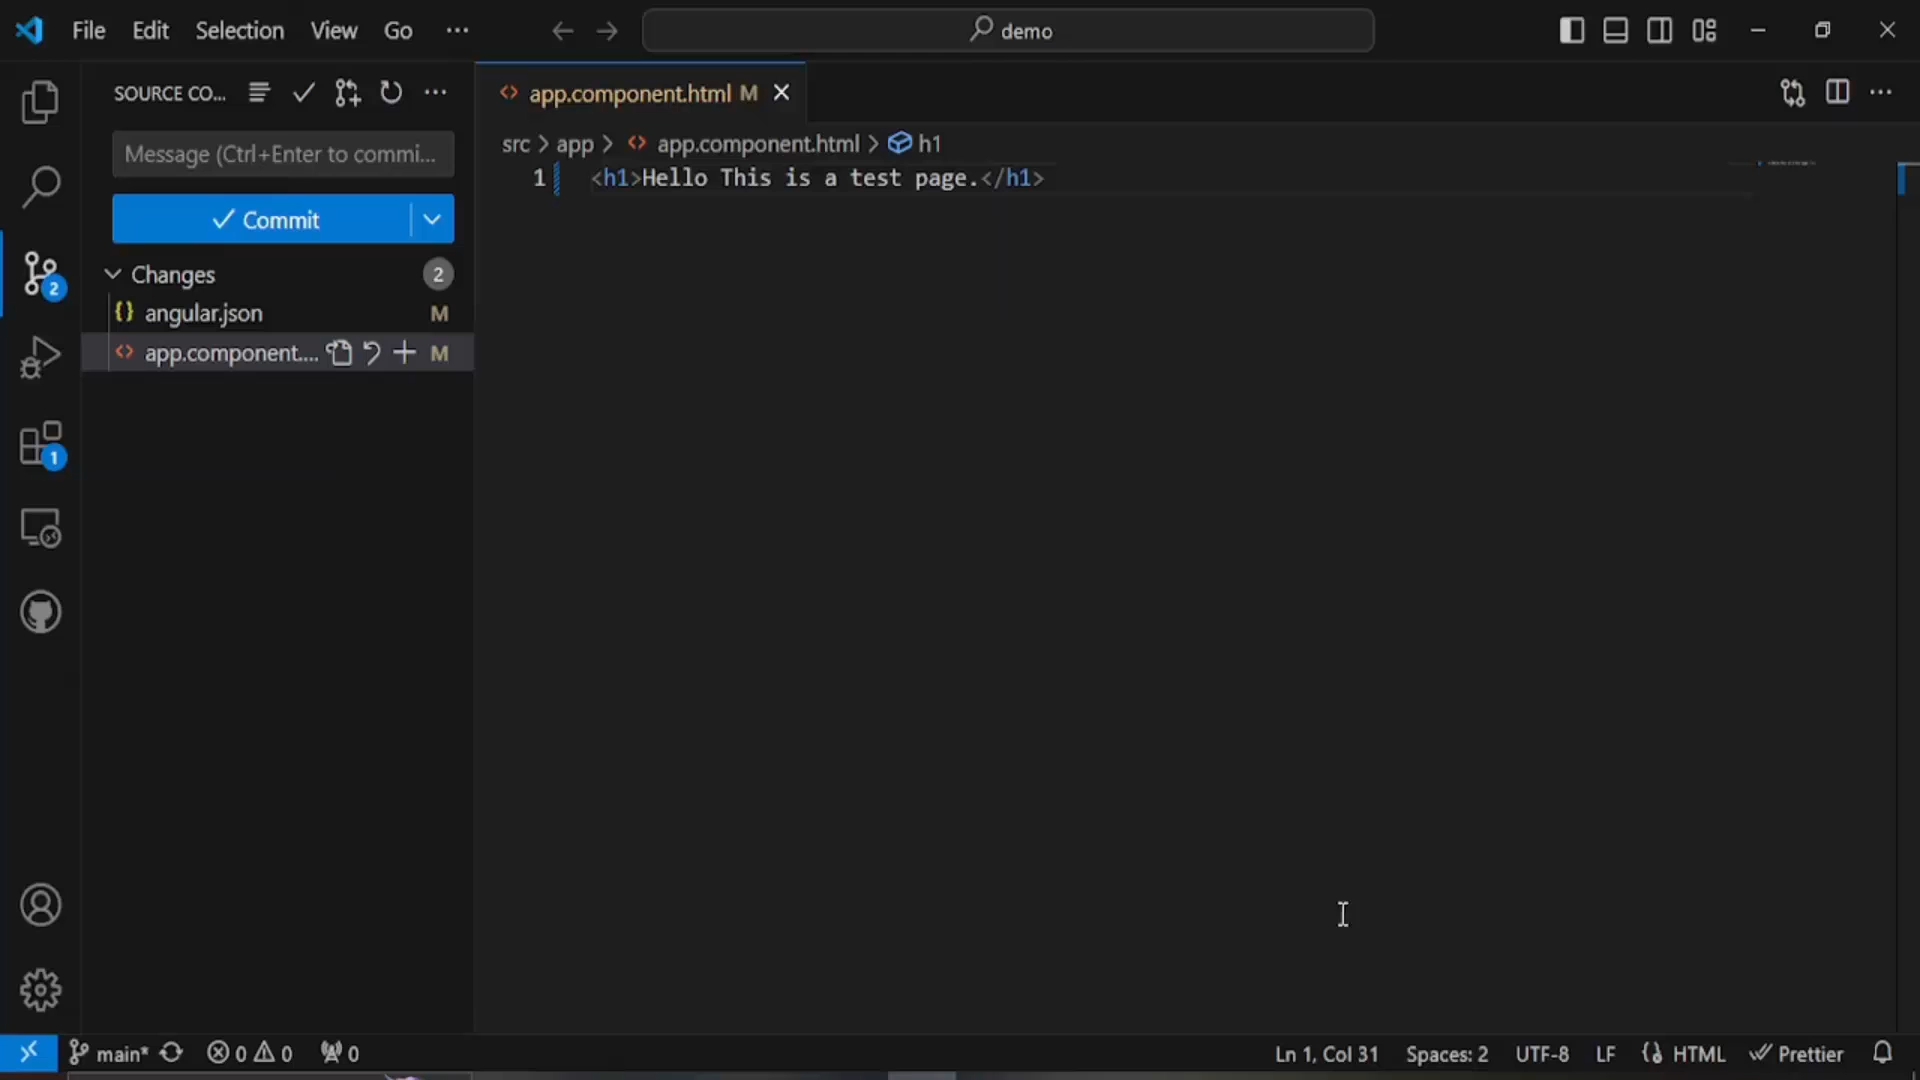 File Edit Selection View Go ··· demo
SOURCE CO...
Message (Ctrl+Enter to commi...
Commit
Changes 2
angular.json M
app.component.... M
2
1
app.component.html M
src > app > app.component.html > h1
1 <h1>Hello This is a test page.</h1>
main* 0 0 0 Ln 1, Col 31 Spaces: 2 UTF-8 LF HTML Prettier